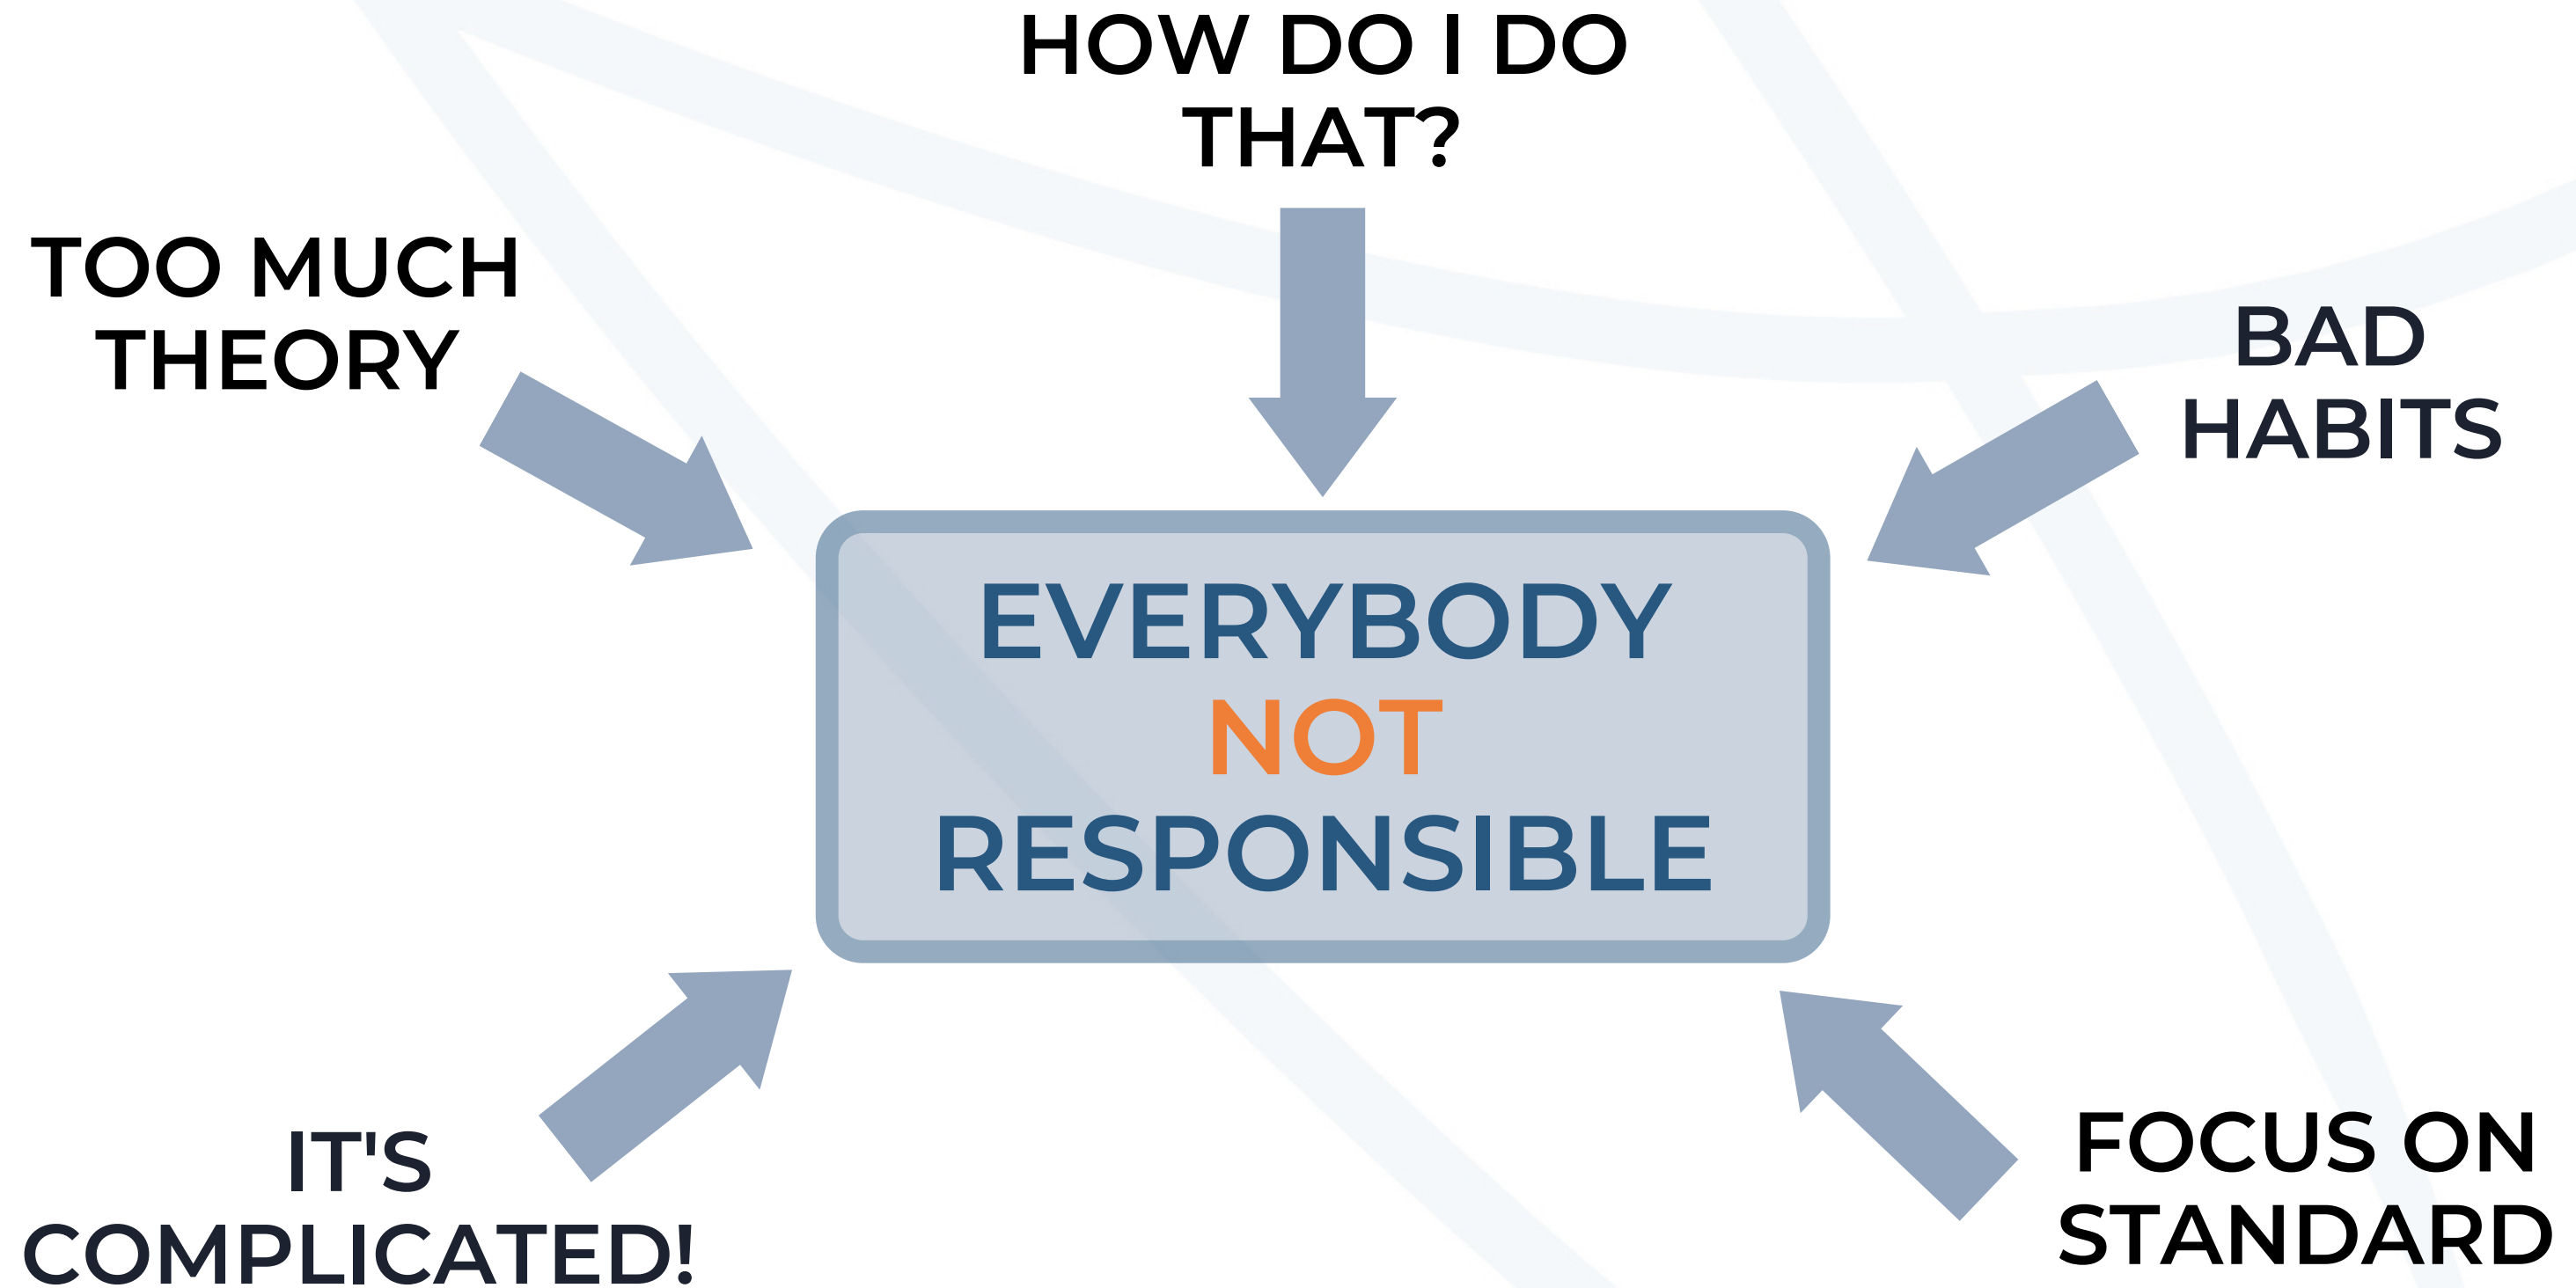 HOW DO I DO
THAT?
TOO MUCH
THEORY
BAD
HABITS
EVERYBODY
NOT
RESPONSIBLE
IT'S
COMPLICATED!
FOCUS ON
STANDARD